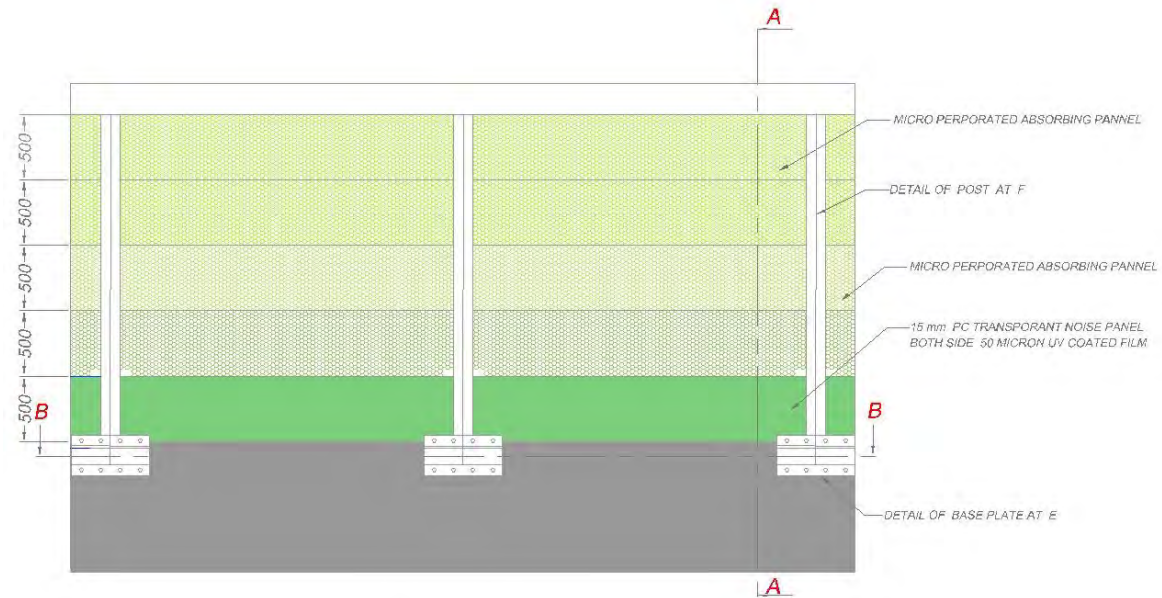 A
MICRO PERPORATED ABSORBING PANNEL
500
DETAIL OF POST AT F
500
MICRO PERPORATED ABSORBING PANNEL
500
15 mm PC TRANSPORANT NOISE PANEL
BOTH SIDE 50 MICRON UV COATED FILM
500
500
B
B
DETAIL OF BASE PLATE AT E
A